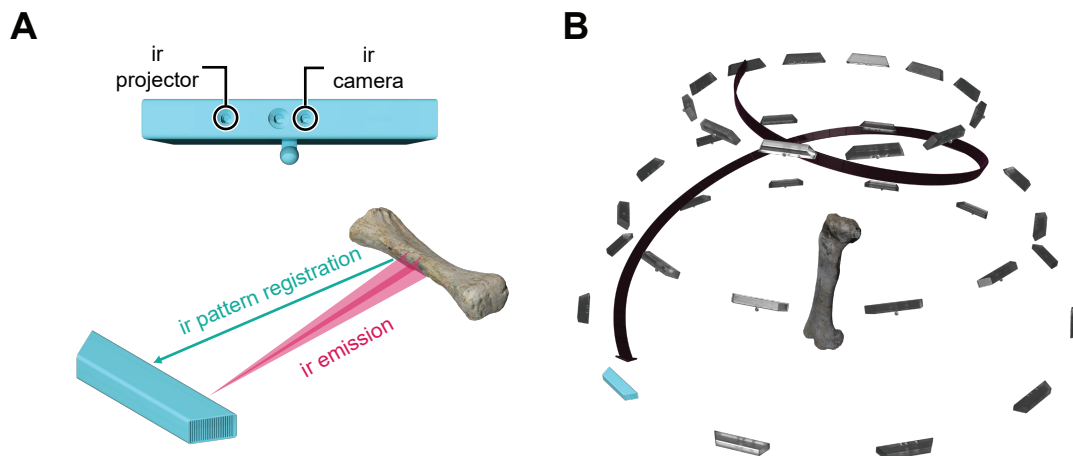 A
B
ir
projector
ir
camera
ir pattern registration
ir emission